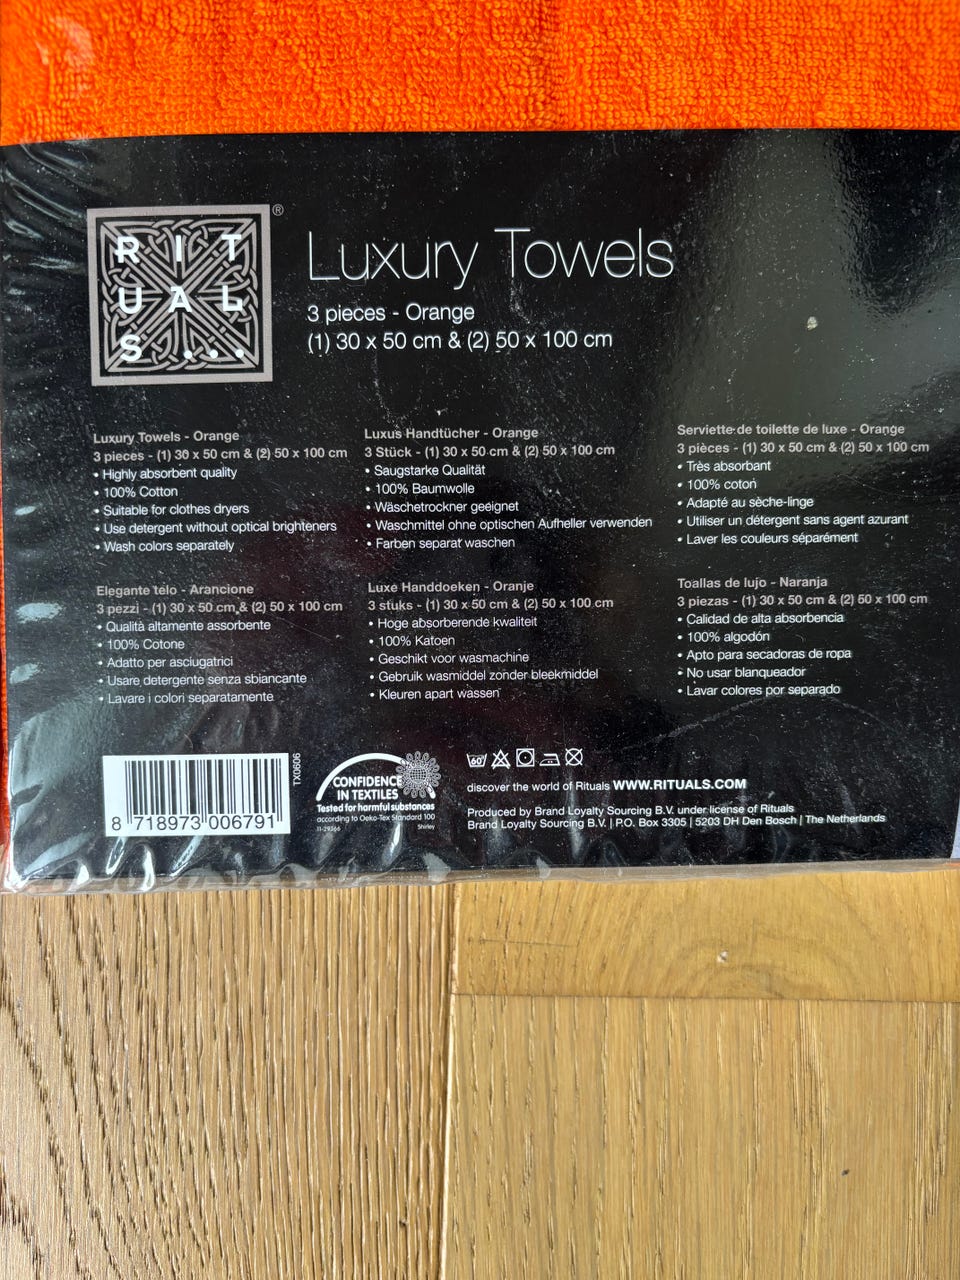 RIT
UAL
S...
®
Luxury Towels
3 pieces - Orange
(1) 30 x 50 cm & (2) 50 x 100 cm
Luxury Towels - Orange
3 pieces - (1) 30 x 50 cm & (2) 50 x 100 cm
• Highly absorbent quality
• 100% Cotton
• Suitable for clothes dryers
• Use detergent without optical brighteners
• Wash colors separately
Luxus Handtücher - Orange
3 Stück - (1) 30 x 50 cm & (2) 50 x 100 cm
• Saugstarke Qualität
• 100% Baumwolle
• Wäschetrockner geeignet
• Waschmittel ohne optischen Aufheller verwenden
• Farben separat waschen
Serviette de toilette de luxe - Orange
3 pièces - (1) 30 x 50 cm & (2) 50 x 100 cm
• Très absorbant
• 100% coton
• Adapté au sèche-linge
• Utiliser un détergent sans agent azurant
• Laver les couleurs séparément
Elegante telo - Arancione
3 pezzi - (1) 30 x 50 cm & (2) 50 x 100 cm
• Qualità altamente assorbente
• 100% Cotone
• Adatto per asciugatrici
• Usare detergente senza sbiancante
• Lavare i colori separatamente
Luxe Handdoeken - Oranje
3 stuks - (1) 30 x 50 cm & (2) 50 x 100 cm
• Hoge absorberende kwaliteit
• 100% Katoen
• Geschikt voor wasmachine
• Gebruik wasmiddel zonder bleekmiddel
• Kleuren apart wassen
Toallas de lujo - Naranja
3 piezas - (1) 30 x 50 cm & (2) 50 x 100 cm
• Calidad de alta absorbencia
• 100% algodón
• Apto para secadoras de ropa
• No usar blanqueador
• Lavar colores por separado
8 718973 006791
TX0606
CONFIDENCE
IN TEXTILES
Tested for harmful substances
according to Oeko-Tex Standard 100
11-29366 Shirley
60°
discover the world of Rituals WWW.RITUALS.COM
Produced by Brand Loyalty Sourcing B.V. under license of Rituals
Brand Loyalty Sourcing B.V. | P.O. Box 3305 | 5203 DH Den Bosch | The Netherlands